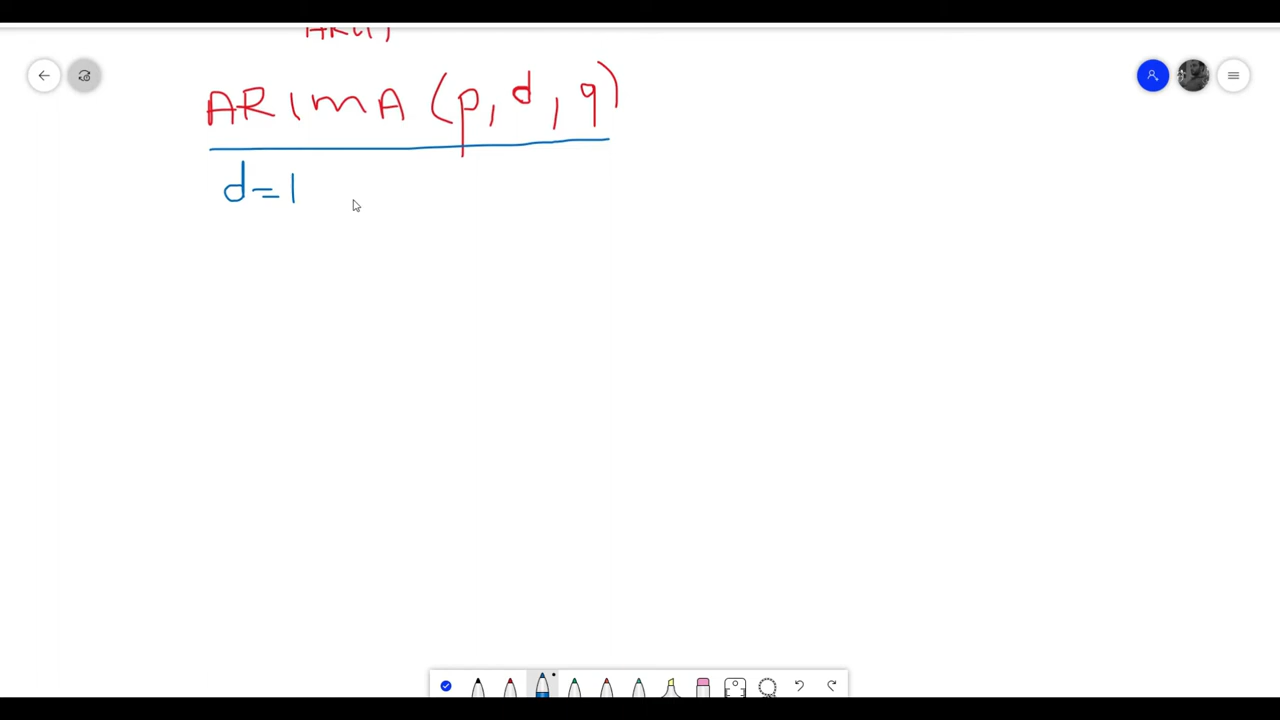 ARIMA (p, d, q)
d=1